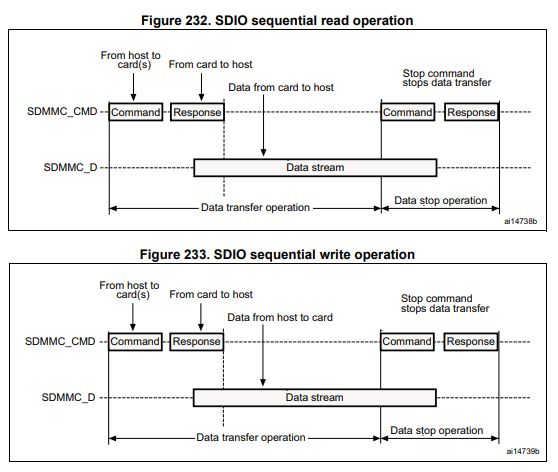 Figure 232. SDIO sequential read operation
From host to
card(s)
From card to host
Data from card to host
Stop command
stops data transfer
SDMMC_CMD
Command
Response
Command
Response
SDMMC_D
Data stream
Data transfer operation
Data stop operation
ai14738b
Figure 233. SDIO sequential write operation
From host to
card(s)
From card to host
Data from host to card
Stop command
stops data transfer
SDMMC_CMD
Command
Response
Command
Response
SDMMC_D
Data stream
Data transfer operation
Data stop operation
ai14739b